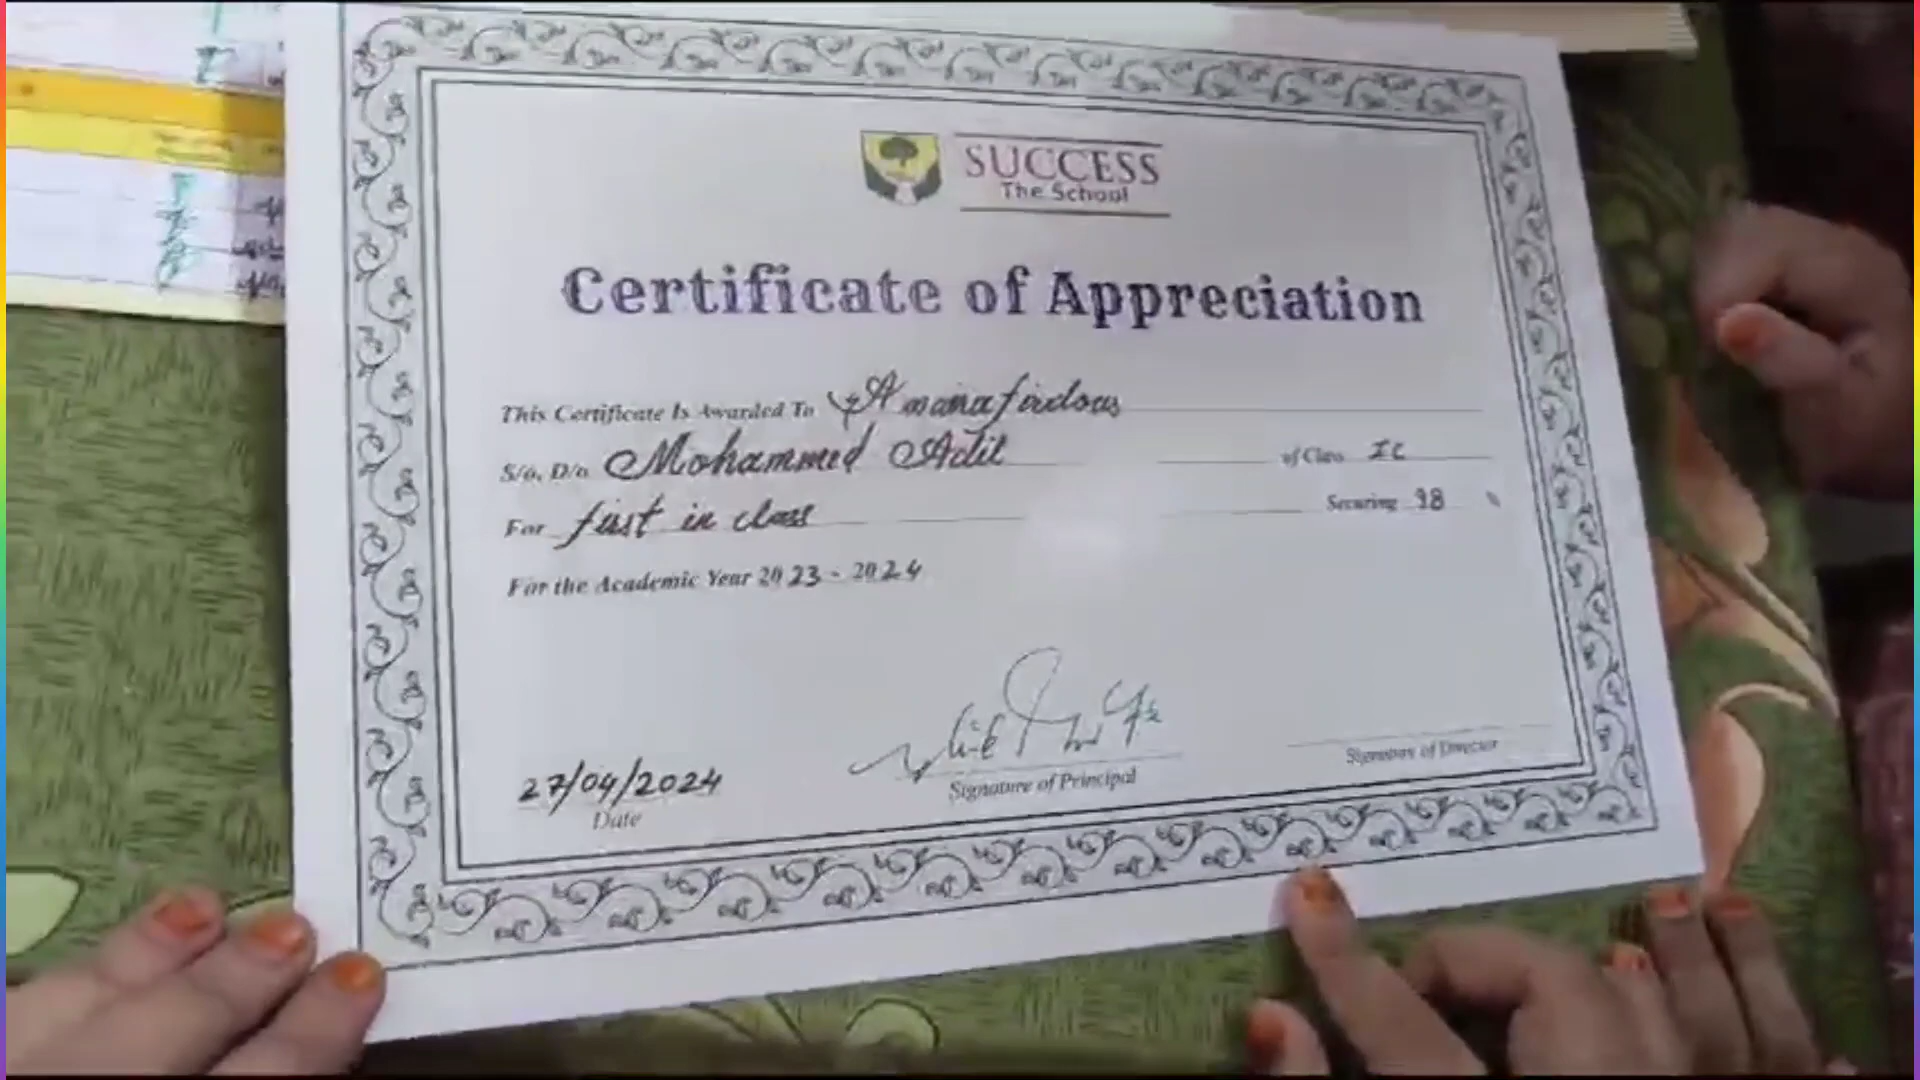 SUCCESS
The School
Certificate of Appreciation
This Certificate Is Awarded To Amanafirdous
S/o, D/o Mohammed Adil of Class IC
For first in class Securing 98 %
For the Academic Year 2023 - 2024
27/04/2024
Date
Signature of Principal
Signature of Director